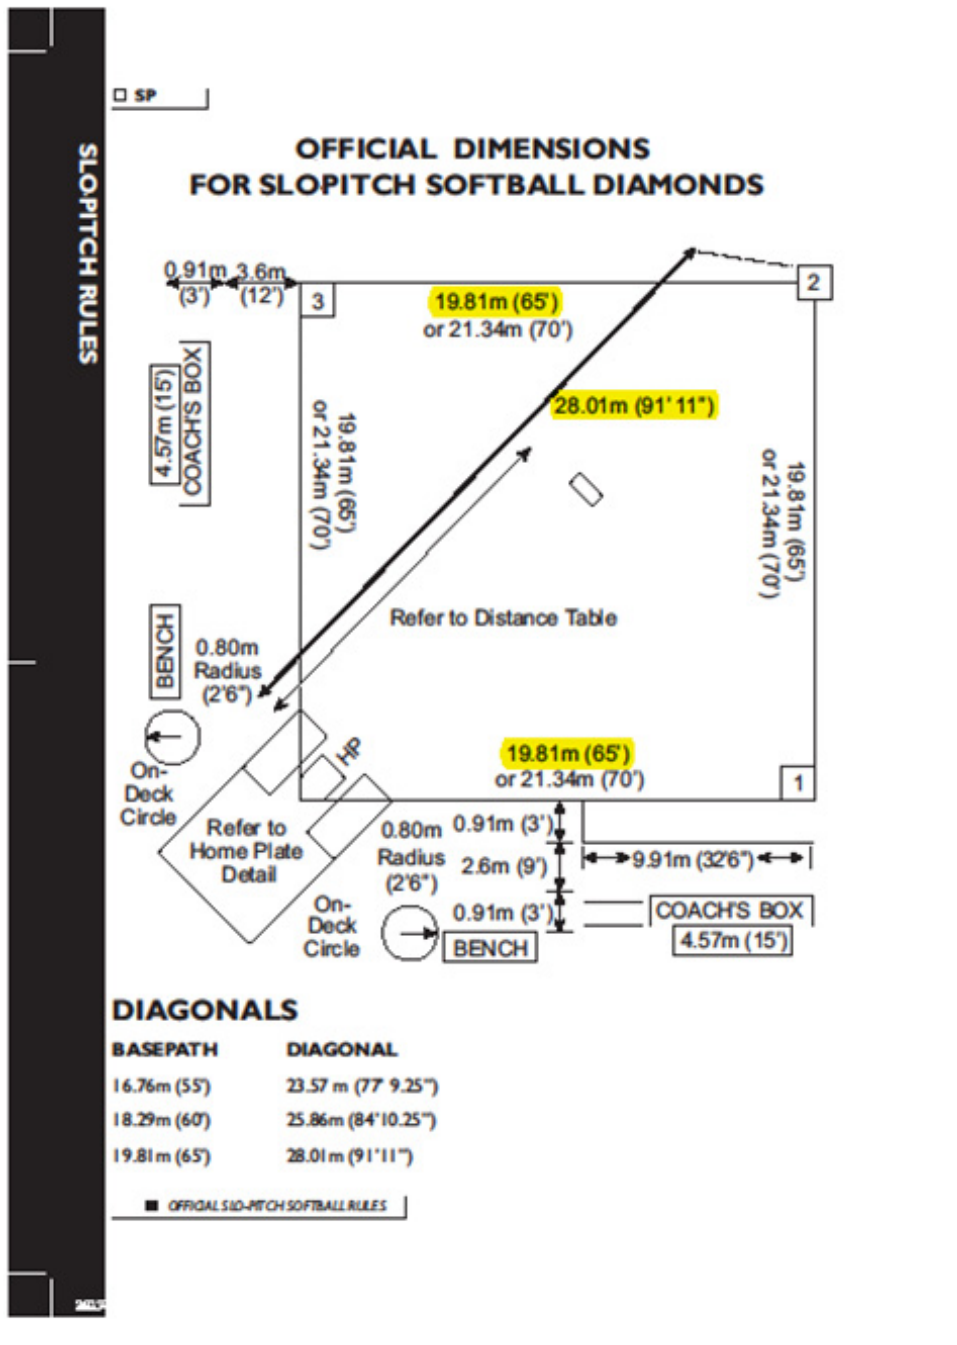 SLO-PITCH RULES
SP
OFFICIAL DIMENSIONS
FOR SLOPITCH SOFTBALL DIAMONDS
0.91m 3.6m
(3') (12')
3
2
19.81m (65')
or 21.34m (70')
4.57m (15')
COACH'S BOX
28.01m (91' 11")
19.81m (65')
or 21.34m (70')
19.81m (65')
or 21.34m (70')
Refer to Distance Table
BENCH
0.80m
Radius
(2'6")
On-
Deck
Circle
HP
19.81m (65')
or 21.34m (70')
1
Refer to
Home Plate
Detail
0.80m
Radius
(2'6")
0.91m (3')
2.6m (9')
0.91m (3')
9.91m (32'6")
On-
Deck
Circle
BENCH
COACH'S BOX
4.57m (15')
DIAGONALS
BASEPATH DIAGONAL
16.76m (55') 23.57 m (77' 9.25")
18.29m (60') 25.86m (84'10.25")
19.81m (65') 28.01m (91'11")
OFFICIAL SLO-PITCH SOFTBALL RULES